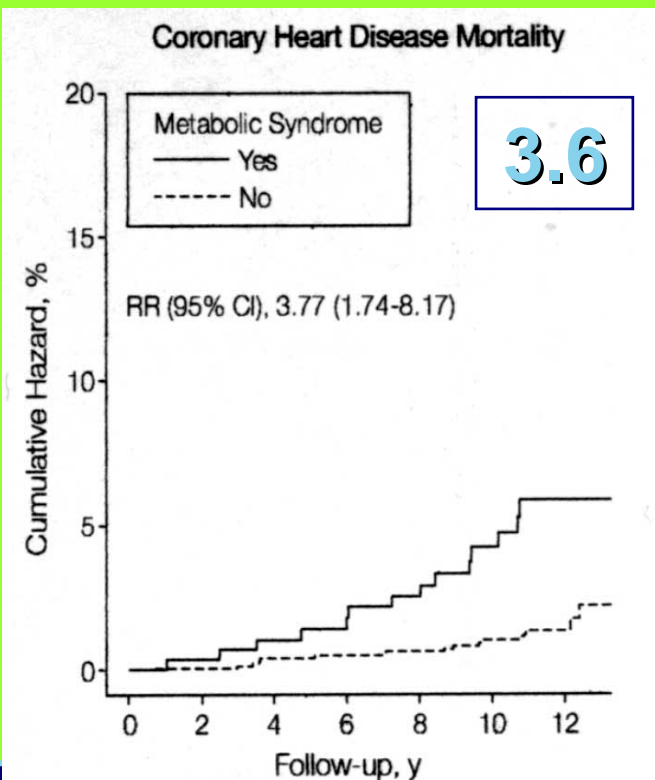 Coronary Heart Disease Mortality
20
Metabolic Syndrome
Yes
No
3.6
15
RR (95% CI), 3.77 (1.74-8.17)
10
5
0
Cumulative Hazard, %
0 2 4 6 8 10 12
Follow-up, y